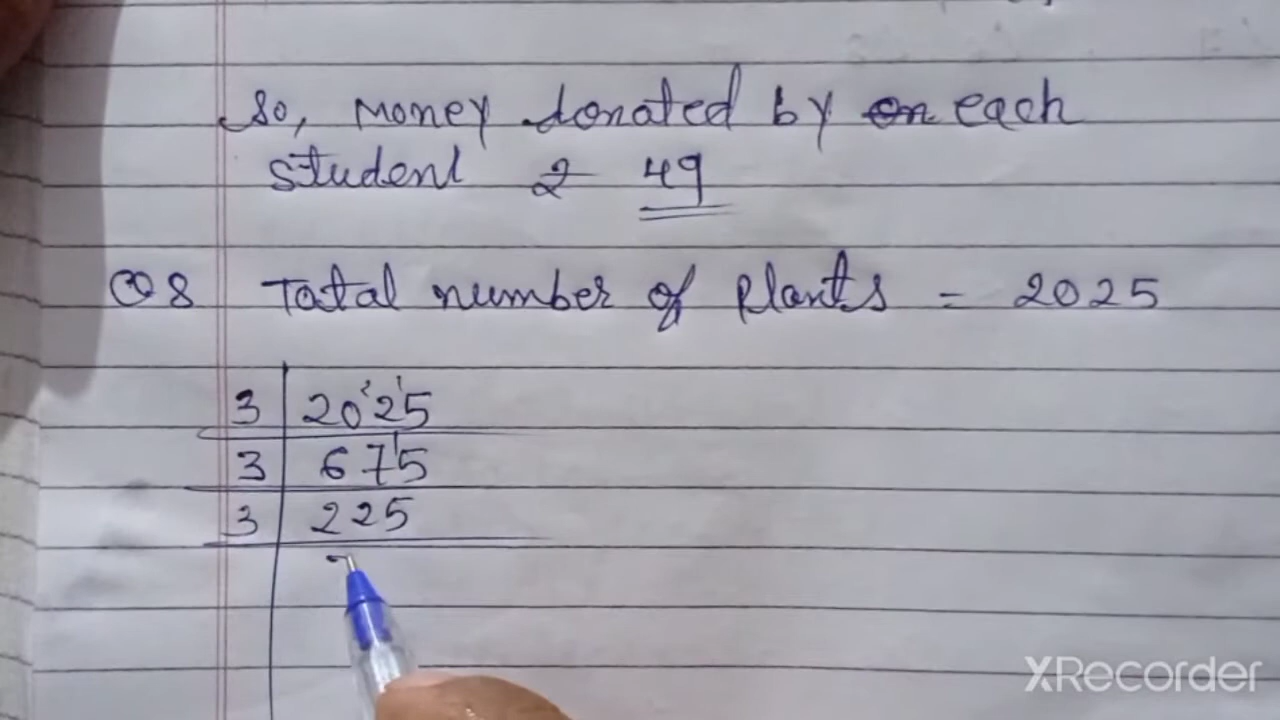 So, Money donated by each
student = 49
Q8 Total number of Plants = 2025
3 | 2025
3 | 675
3 | 225
XRecorder